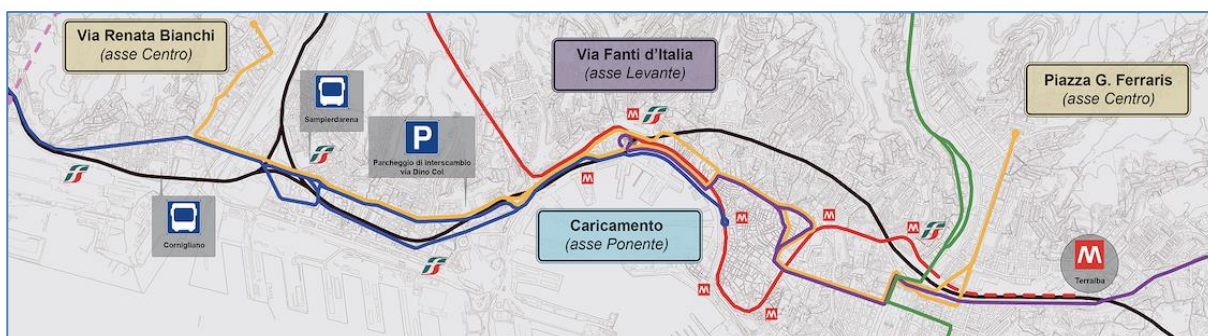 Via Renata Bianchi
(asse Centro)
Sampierdarena
P
Parcheggio di interscambio
via Dino Col
Cornigliano
Via Fanti d'Italia
(asse Levante)
M
M
Caricamento
(asse Ponente)
M
M
M
M
M
M
Piazza G. Ferraris
(asse Centro)
M
Terralba